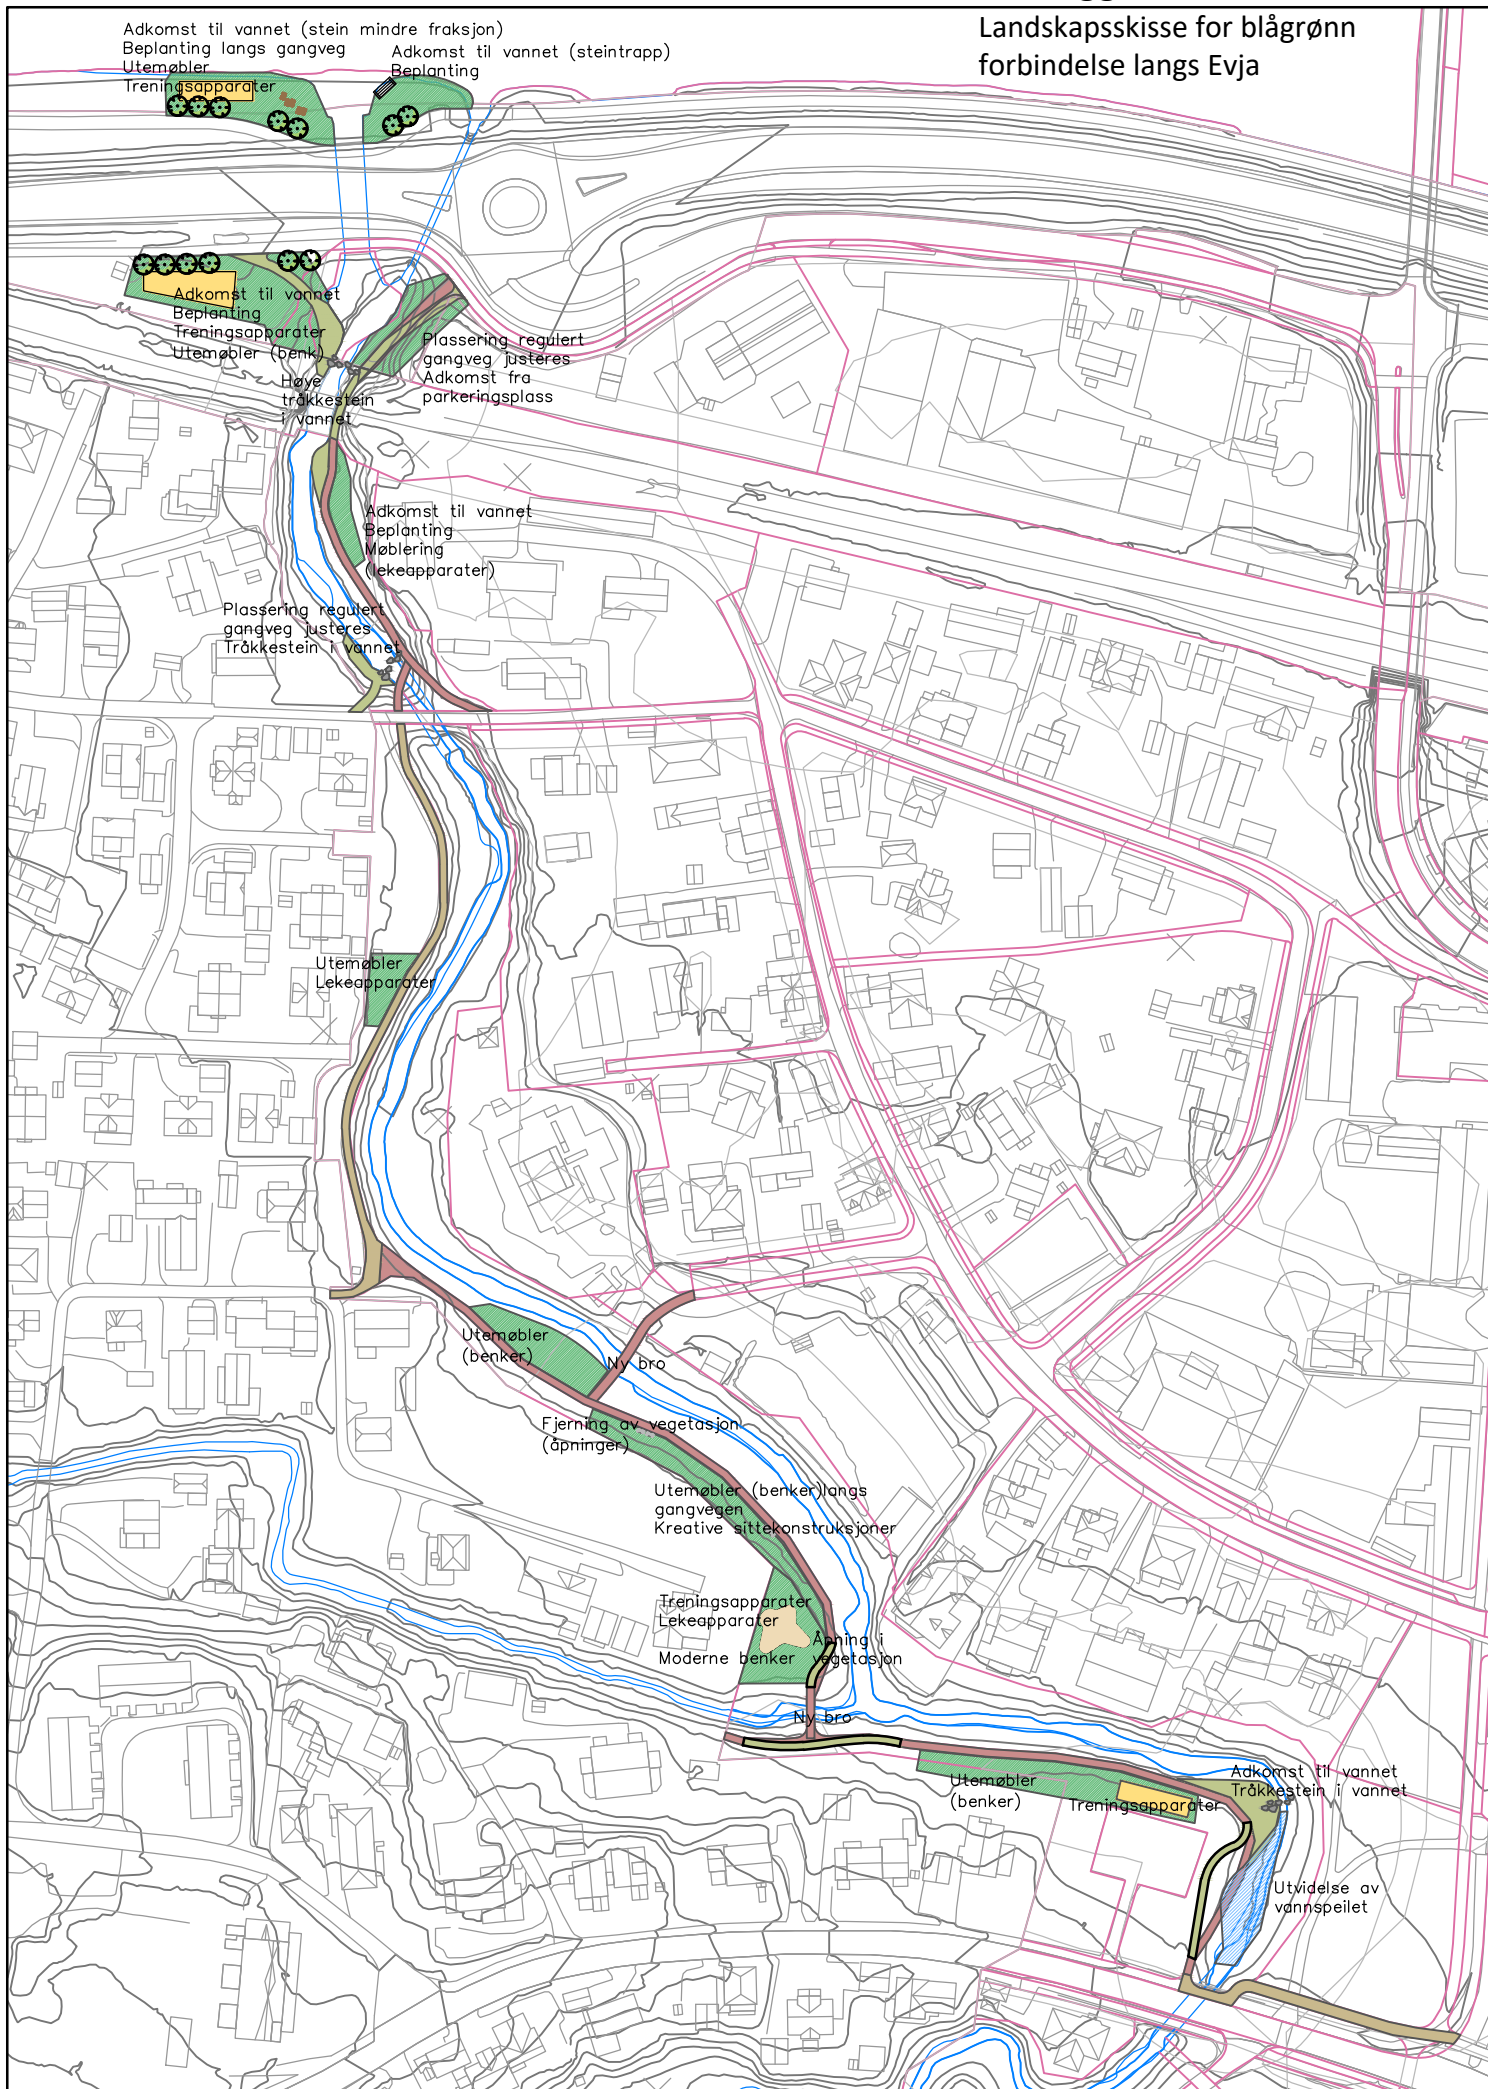 Landskapsskisse for blågrønn
forbindelse langs Evja
Adkomst til vannet (stein mindre fraksjon)
Beplanting langs gangveg
Utemøbler
Treningsapparater
Adkomst til vannet (steintrapp)
Beplanting
Adkomst til vannet
Beplanting
Treningsapparater
Utemøbler (benk)
Høye
tråkkestein
i vannet
Plassering regulert
gangveg justeres
Adkomst fra
parkeringsplass
Adkomst til vannet
Beplanting
Møblering
(lekeapparater)
Plassering regulert
gangveg justeres
Tråkkestein i vannet
Utemøbler
Lekeapparater
Utemøbler
(benker)
Ny bro
Fjerning av vegetasjon
(åpninger)
Utemøbler (benker)langs
gangvegen
Kreative sittekonstruksjoner
Treningsapparater
Lekeapparater
Moderne benker
Åpning i
vegetasjon
Ny bro
Utemøbler
(benker)
Treningsapparater
Adkomst til vannet
Tråkkestein i vannet
Utvidelse av
vannspeilet